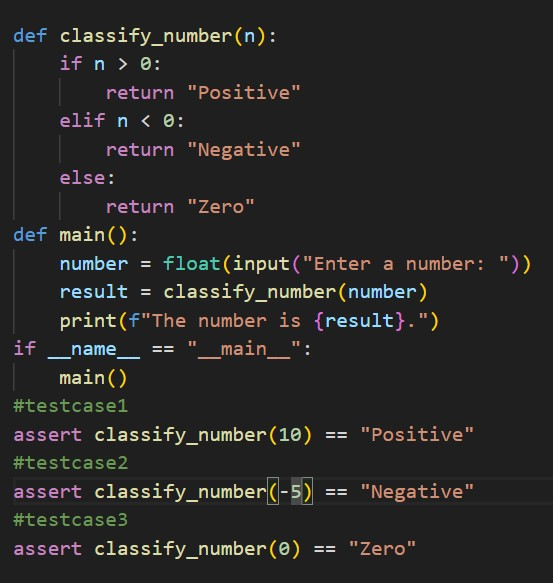 def classify_number(n):
    if n > 0:
        return "Positive"
    elif n < 0:
        return "Negative"
    else:
        return "Zero"
def main():
    number = float(input("Enter a number: "))
    result = classify_number(number)
    print(f"The number is {result}.")
if __name__ == "__main__":
    main()
#testcase1
assert classify_number(10) == "Positive"
#testcase2
assert classify_number(-5) == "Negative"
#testcase3
assert classify_number(0) == "Zero"